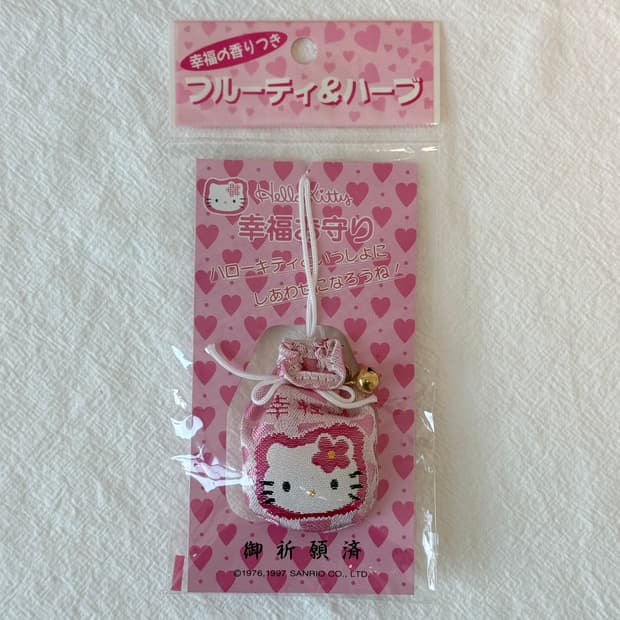 幸福の香りつき
フルーティ&ハーブ
Hello Kitty
幸福お守り
ハローキティといっしょに
しあわせになろうね!
幸福
御祈願済
©1976,1997 SANRIO CO., LTD.